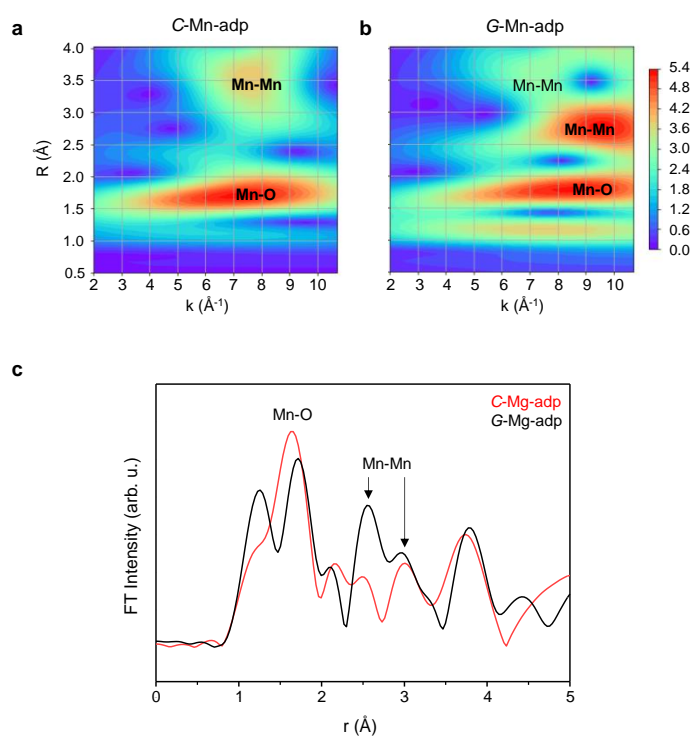 a
C-Mn-adp
b
G-Mn-adp
4.0
3.5
3.0
2.5
2.0
1.5
1.0
0.5
R (Å)
Mn-Mn
Mn-O
2 3 4 5 6 7 8 9 10
k (Å-1)
Mn-Mn
Mn-Mn
Mn-O
2 3 4 5 6 7 8 9 10
k (Å-1)
5.4
4.8
4.2
3.6
3.0
2.4
1.8
1.2
0.6
0.0
c
C-Mg-adp
G-Mg-adp
Mn-O
Mn-Mn
FT Intensity (arb. u.)
0 1 2 3 4 5
r (Å)